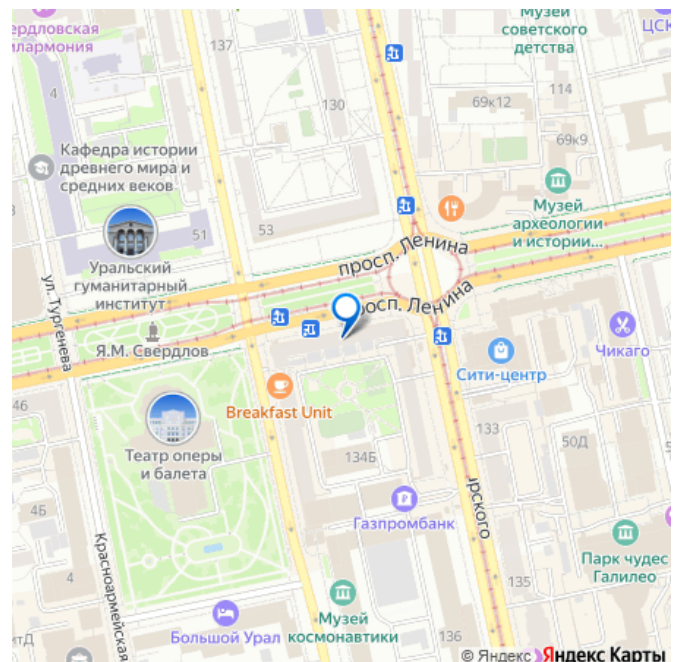 ердловская
илармония
137
4
Музей
советского
детства
ЦСК
130
69к12
114
69к9
Кафедра истории
древнего мира и
средних веков
51
53
Музей
археологии
и истории...
просп. Ленина
Уральский
гуманитарный
институт
ул. Тургенева
просп. Ленина
Я.М. Свердлов
Чикаго
Сити-центр
46
Breakfast Unit
133
50Д
Театр оперы
и балета
134Б
4Б
Газпромбанк
рского
Красноармейская
4
Парк чудес
Галилео
135
Большой Урал
Музей
космонавтики
136
© Яндекс
Яндекс Карты